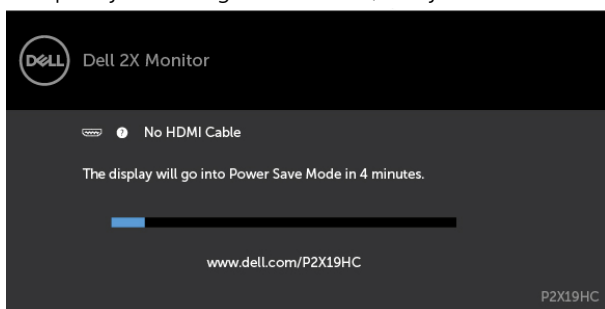 DELL Dell 2X Monitor
? No HDMI Cable
The display will go into Power Save Mode in 4 minutes.
www.dell.com/P2X19HC
P2X19HC